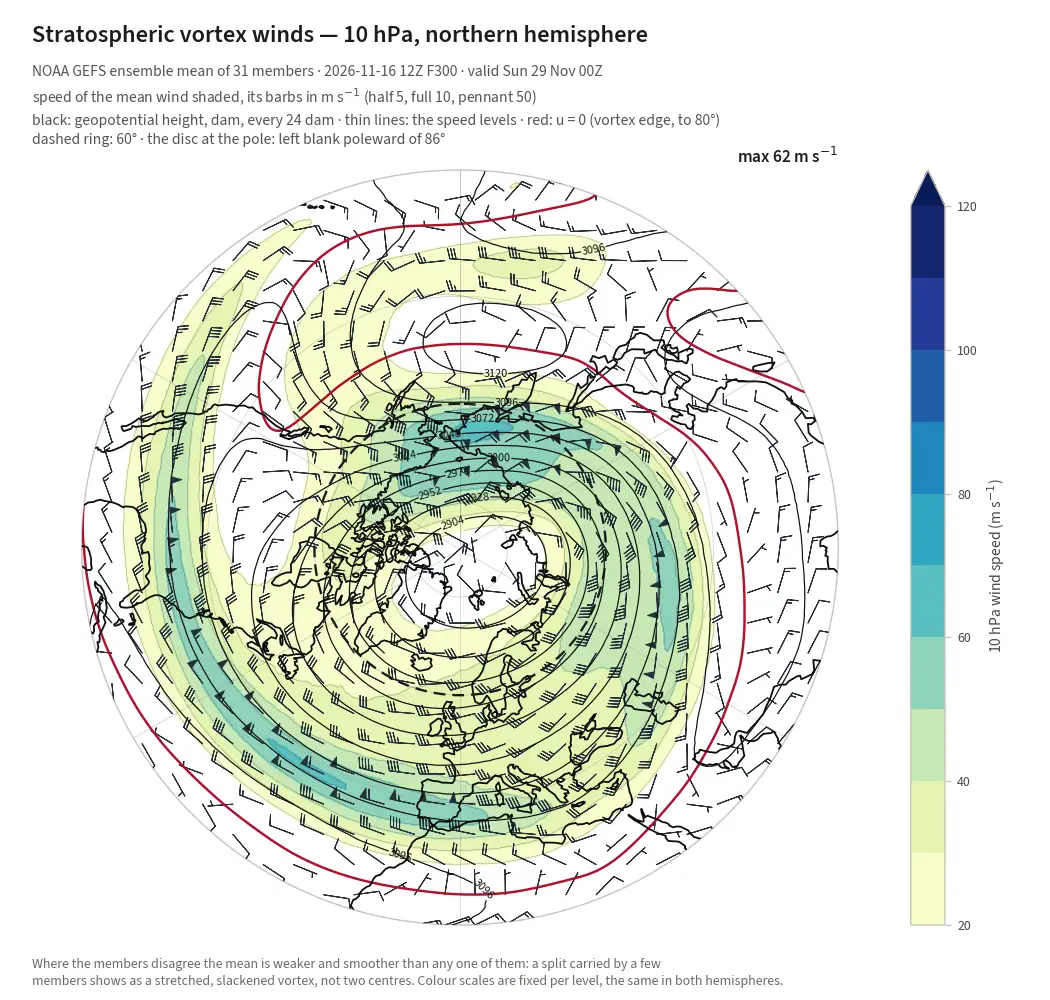 Stratospheric vortex winds — 10 hPa, northern hemisphere
NOAA GEFS ensemble mean of 31 members · 2026-11-16 12Z F300 · valid Sun 29 Nov 00Z
speed of the mean wind shaded, its barbs in m s⁻¹ (half 5, full 10, pennant 50)
black: geopotential height, dam, every 24 dam · thin lines: the speed levels · red: u = 0 (vortex edge, to 80°)
dashed ring: 60° · the disc at the pole: left blank poleward of 86°
max 62 m s⁻¹
120
100
80
60
40
20
10 hPa wind speed (m s⁻¹)
3096
3120
3096
3072
3000
2952
2928
2904
3096
3096
Where the members disagree the mean is weaker and smoother than any one of them: a split carried by a few
members shows as a stretched, slackened vortex, not two centres. Colour scales are fixed per level, the same in both hemispheres.